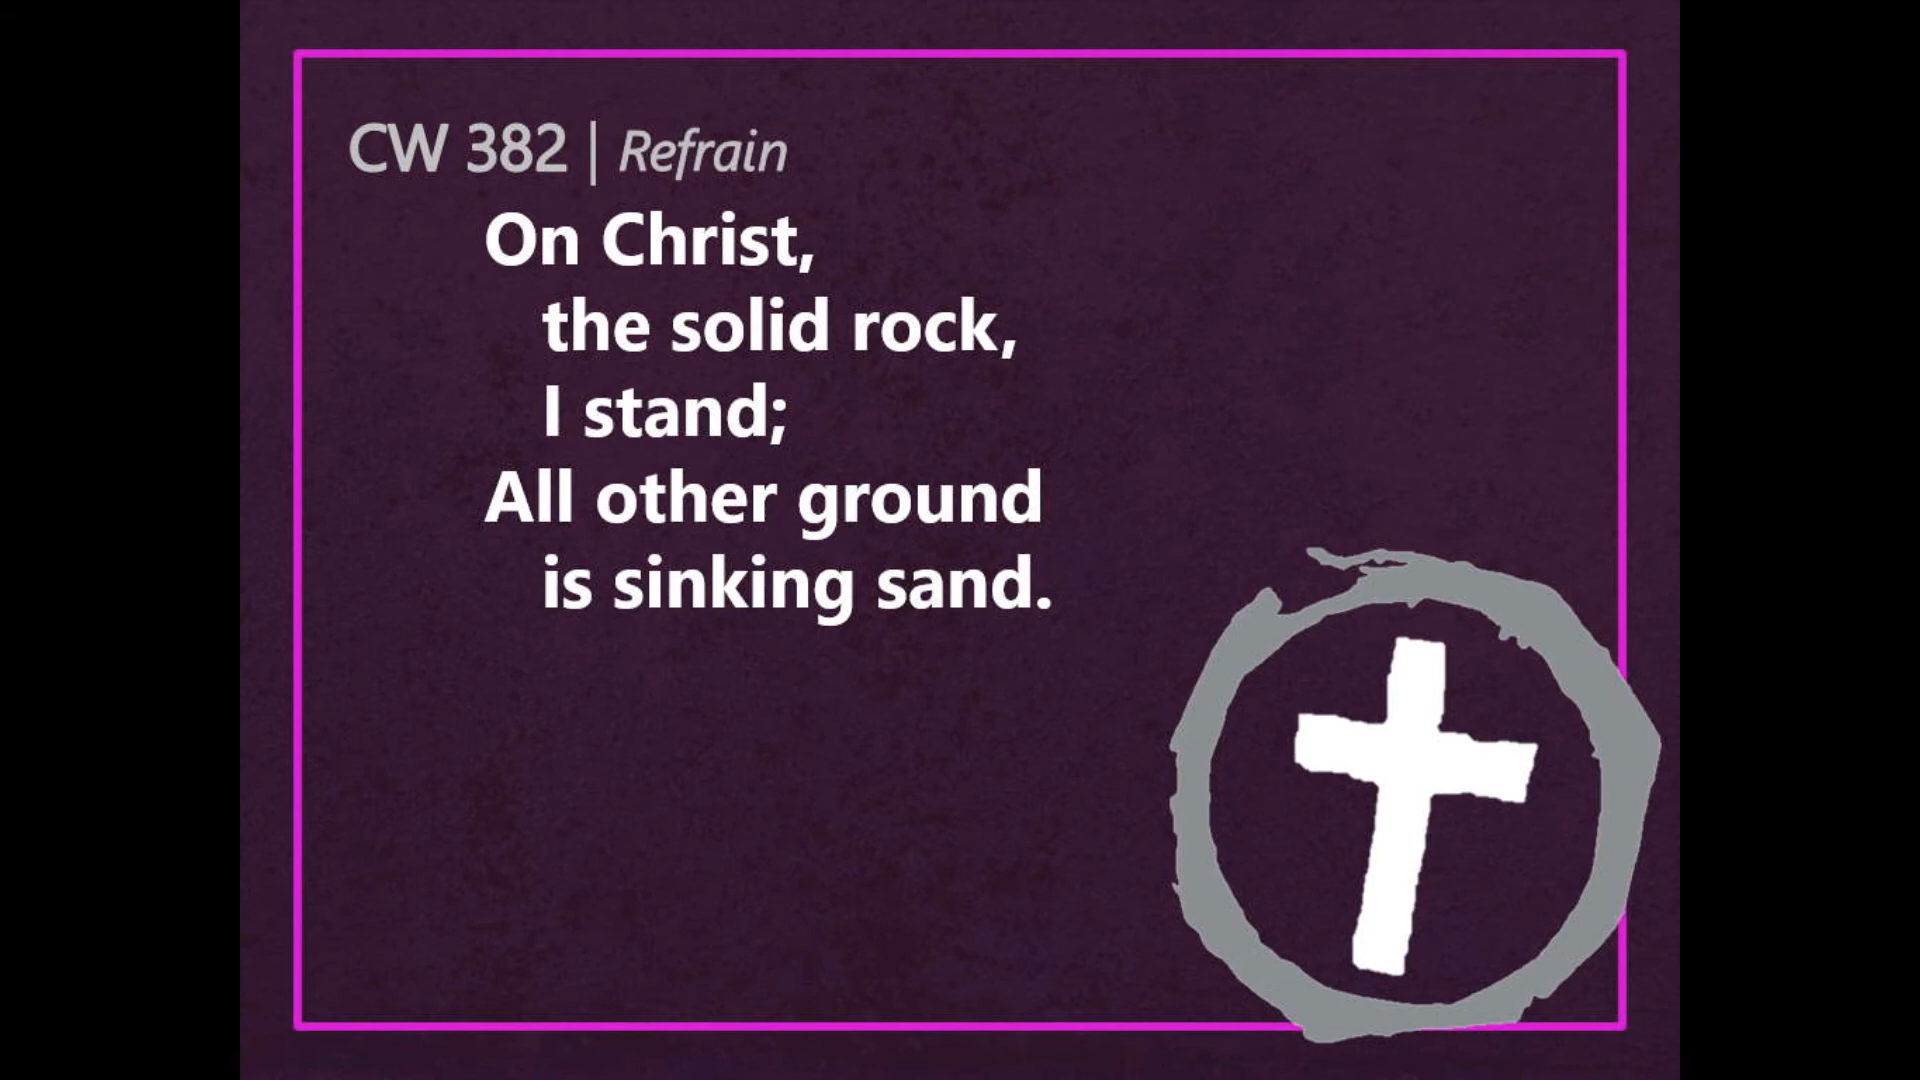 CW 382 | Refrain
On Christ,
the solid rock,
I stand;
All other ground
is sinking sand.